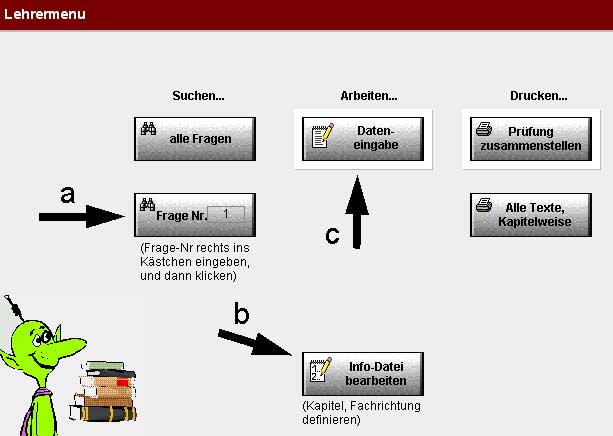 Lehrermenu
Suchen...
Arbeiten...
Drucken...
alle Fragen
Daten-
eingabe
Prüfung
zusammenstellen
a
Frage Nr. 1
(Frage-Nr rechts ins
Kästchen eingeben,
und dann klicken)
c
Alle Texte,
Kapitelweise
b
Info-Datei
bearbeiten
(Kapitel, Fachrichtung
definieren)